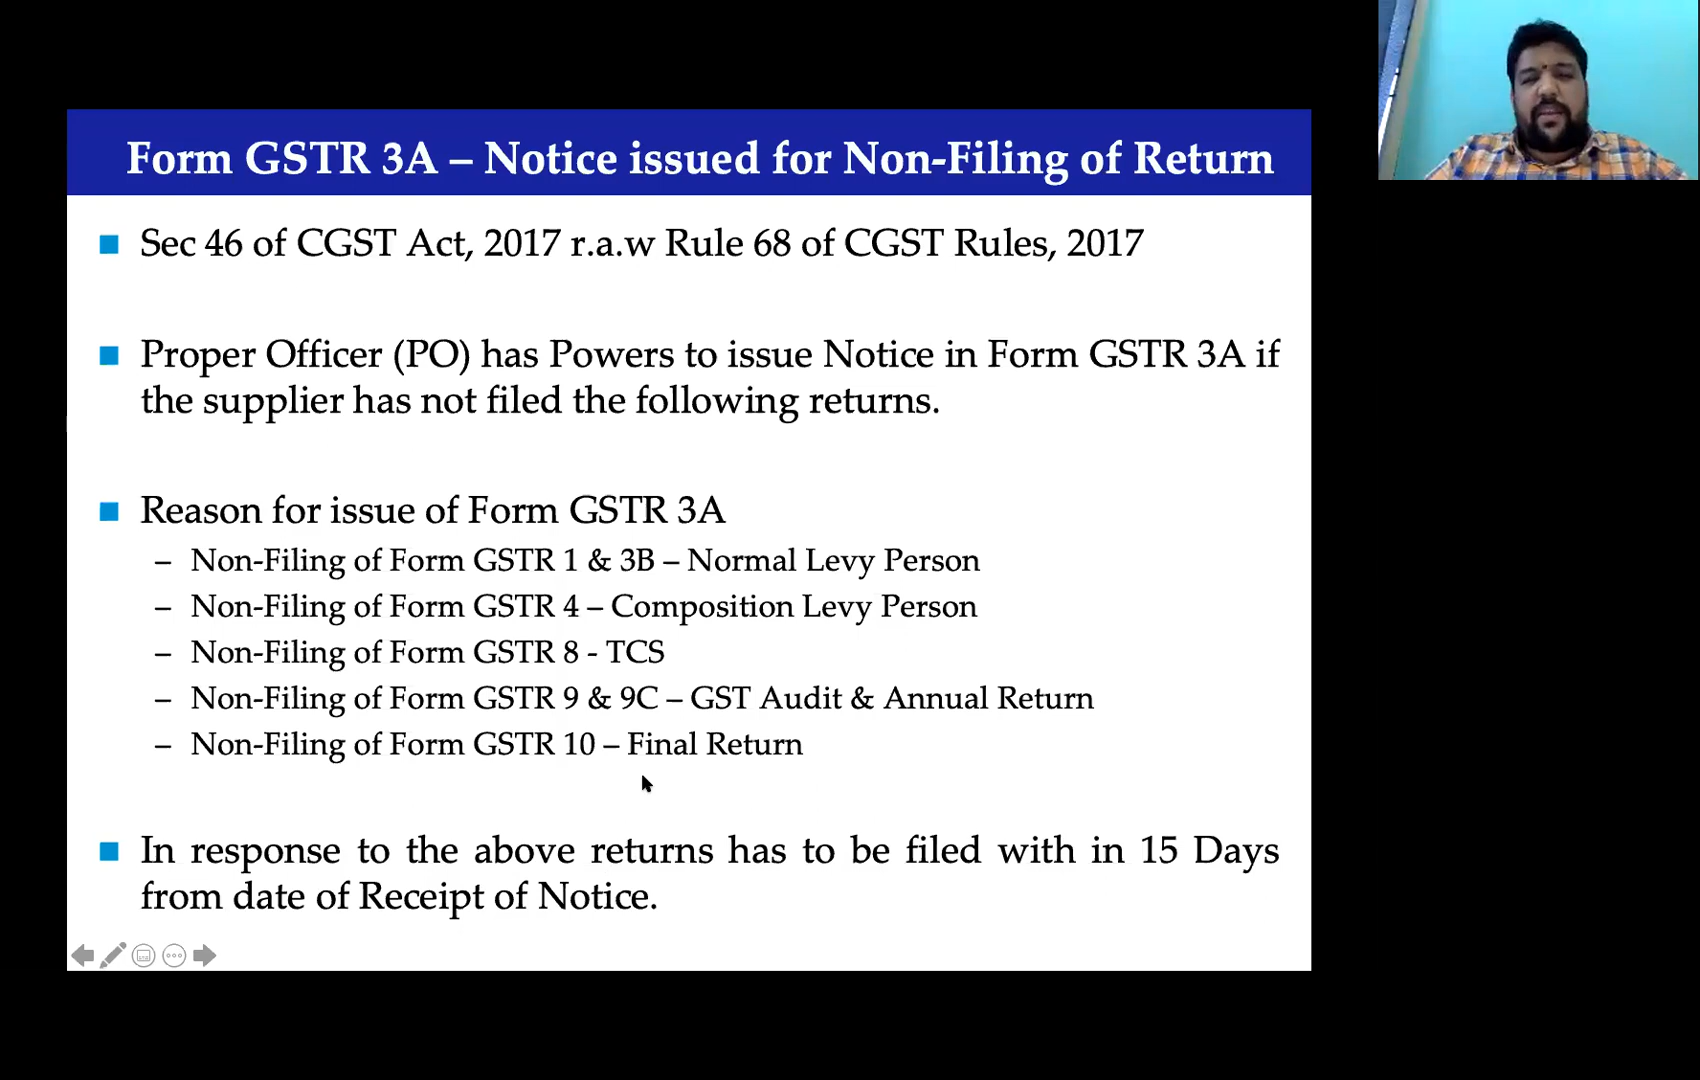 Form GSTR 3A – Notice issued for Non-Filing of Return
Sec 46 of CGST Act, 2017 r.a.w Rule 68 of CGST Rules, 2017
Proper Officer (PO) has Powers to issue Notice in Form GSTR 3A if
the supplier has not filed the following returns.
Reason for issue of Form GSTR 3A
– Non-Filing of Form GSTR 1 & 3B – Normal Levy Person
– Non-Filing of Form GSTR 4 – Composition Levy Person
– Non-Filing of Form GSTR 8 - TCS
– Non-Filing of Form GSTR 9 & 9C – GST Audit & Annual Return
– Non-Filing of Form GSTR 10 – Final Return
In response to the above returns has to be filed with in 15 Days
from date of Receipt of Notice.